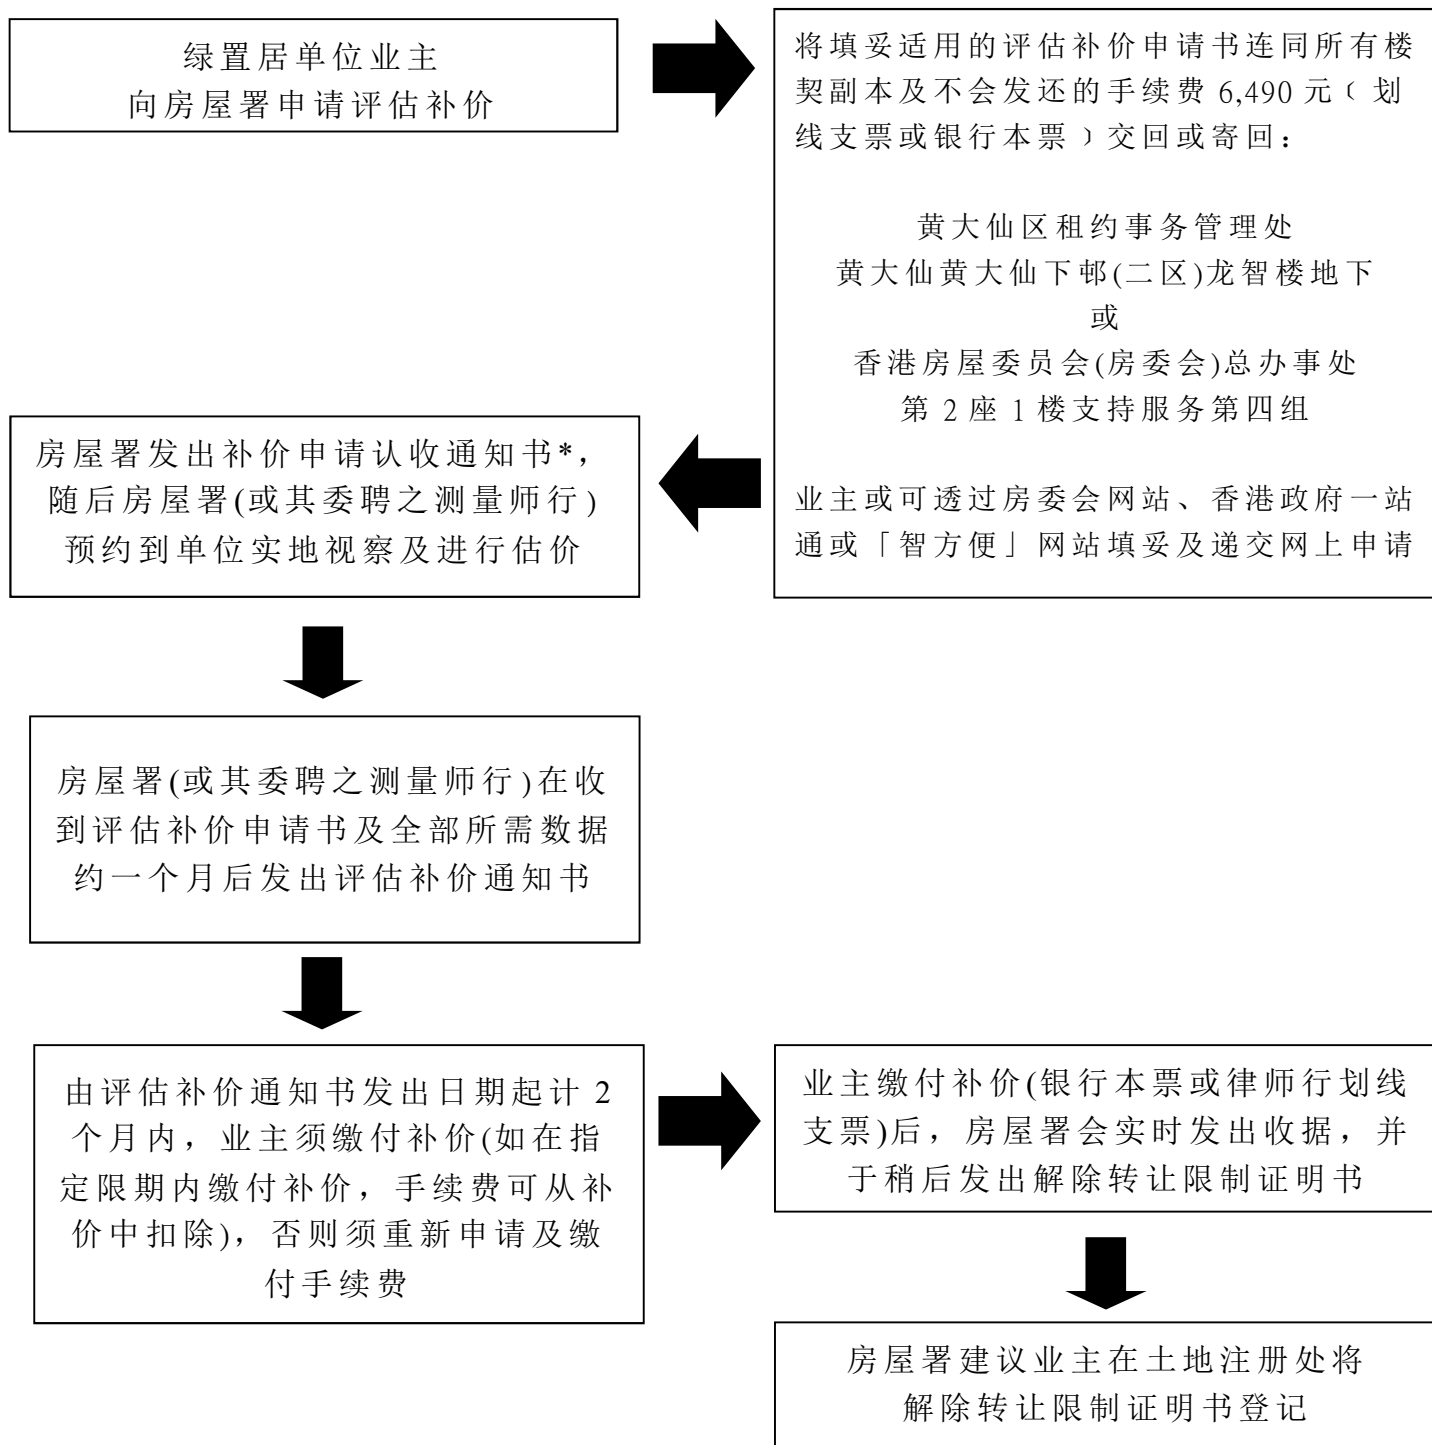 绿置居单位业主
向房屋署申请评估补价
将填妥适用的评估补价申请书连同所有楼
契副本及不会发还的手续费 6,490 元﹙划
线支票或银行本票﹚交回或寄回：
黄大仙区租约事务管理处
黄大仙黄大仙下邨(二区)龙智楼地下
或
香港房屋委员会(房委会)总办事处
第 2 座 1 楼支持服务第四组
业主或可透过房委会网站、香港政府一站
通或「智方便」网站填妥及递交网上申请
房屋署发出补价申请认收通知书*，
随后房屋署(或其委聘之测量师行)
预约到单位实地视察及进行估价
房屋署(或其委聘之测量师行)在收
到评估补价申请书及全部所需数据
约一个月后发出评估补价通知书
由评估补价通知书发出日期起计 2
个月内，业主须缴付补价(如在指
定限期内缴付补价，手续费可从补
价中扣除)，否则须重新申请及缴
付手续费
业主缴付补价(银行本票或律师行划线
支票)后，房屋署会实时发出收据，并
于稍后发出解除转让限制证明书
房屋署建议业主在土地注册处将
解除转让限制证明书登记